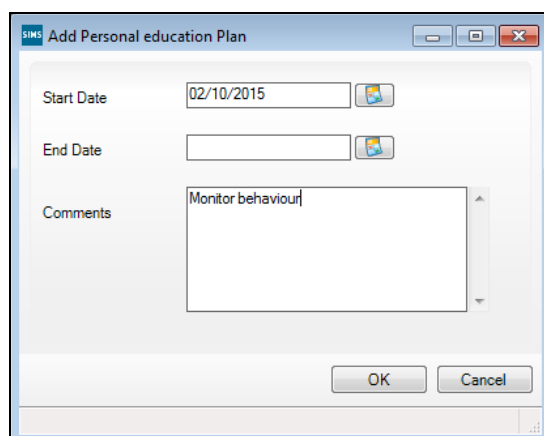 SIMS Add Personal education Plan
Start Date 02/10/2015
End Date
Comments Monitor behaviour
OK Cancel